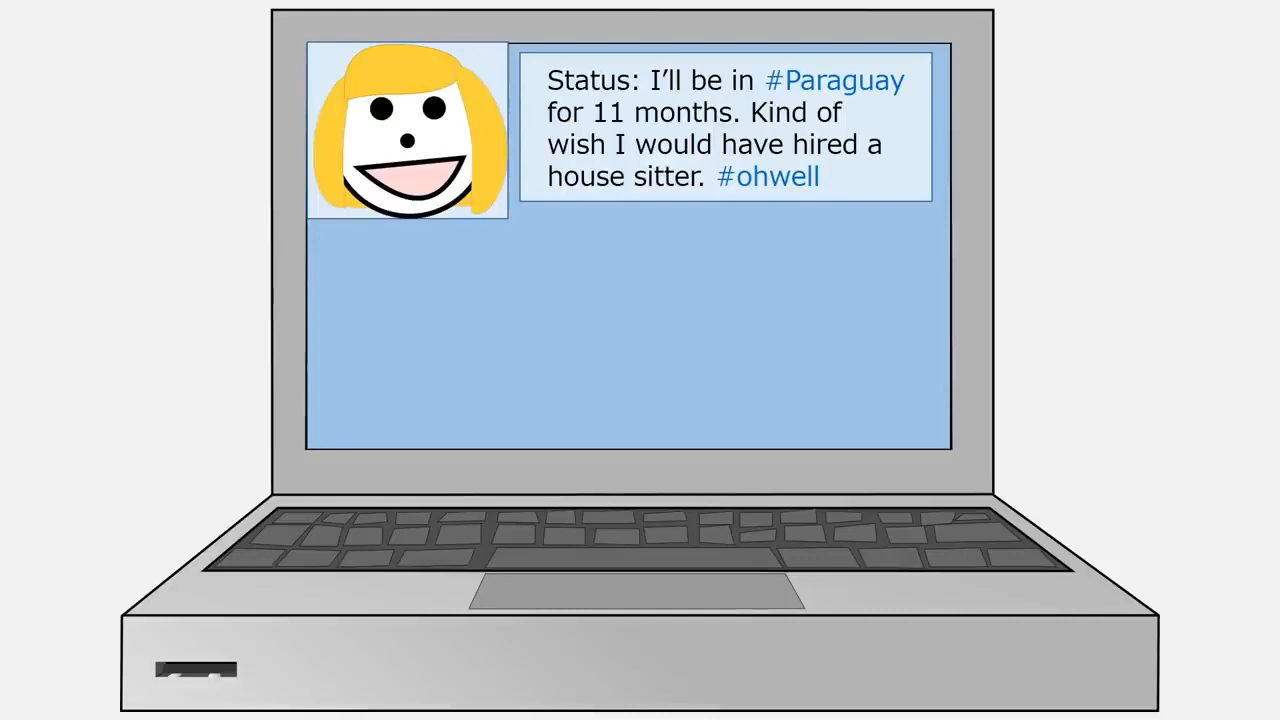 Status: I’ll be in #Paraguay
for 11 months. Kind of
wish I would have hired a
house sitter. #ohwell